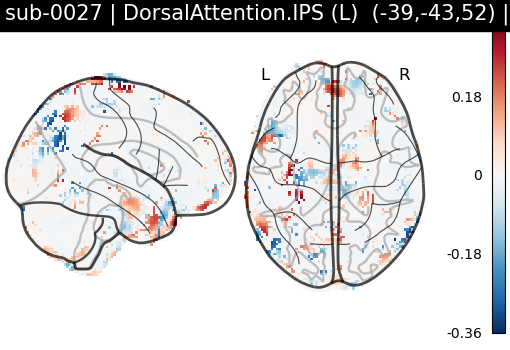 sub-0027 | DorsalAttention.IPS (L)  (-39,-43,52) |
L
R
0.18
0
-0.18
-0.36